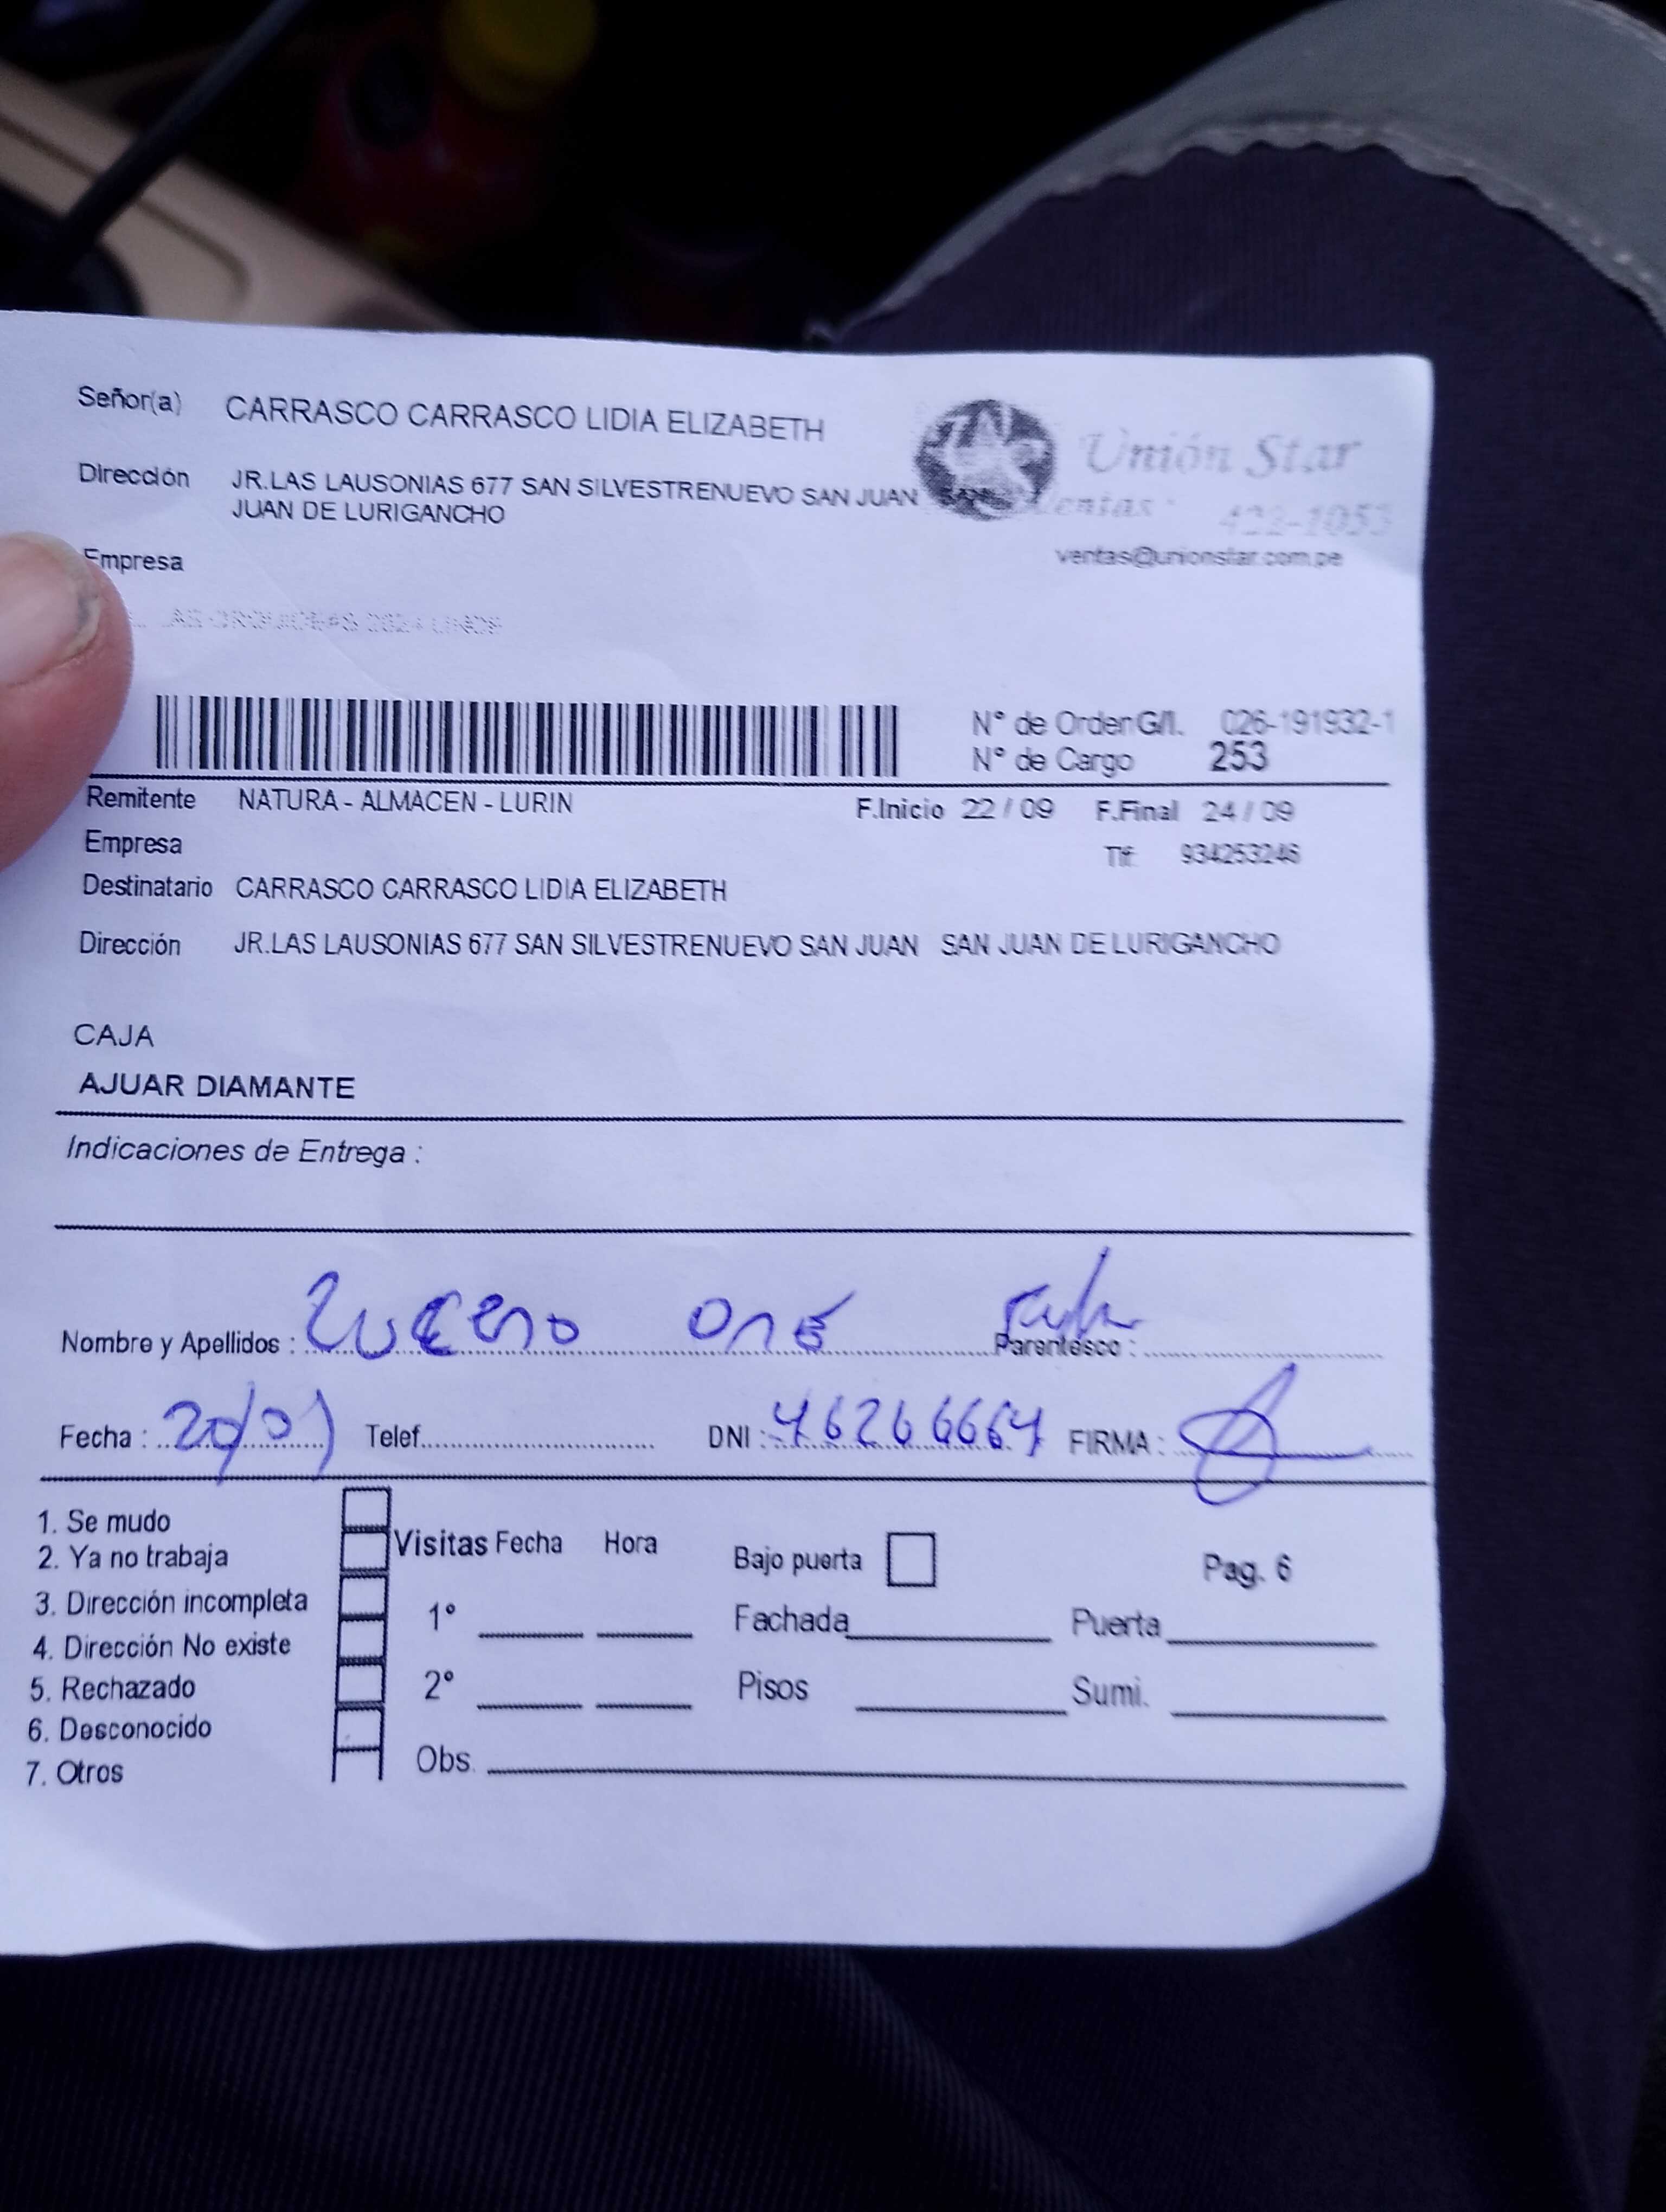 Señor(a) CARRASCO CARRASCO LIDIA ELIZABETH
Unión Star
Dirección JR.LAS LAUSONIAS 677 SAN SILVESTRENUEVO SAN JUAN SAN
JUAN DE LURIGANCHO
Ventas: 422-1053
ventas@unionstar.com.pe
Empresa
N° de Orden G/I. 026-191932-1
N° de Cargo 253
Remitente NATURA - ALMACEN - LURIN F.Inicio 22 / 09 F.Final 24 / 09
Empresa Tlf: 934253246
Destinatario CARRASCO CARRASCO LIDIA ELIZABETH
Dirección JR.LAS LAUSONIAS 677 SAN SILVESTRENUEVO SAN JUAN SAN JUAN DE LURIGANCHO
CAJA
AJUAR DIAMANTE
Indicaciones de Entrega :
Nombre y Apellidos : Lucero Parentesco :
Fecha : Telef. DNI : 46266664 FIRMA :
1. Se mudo
2. Ya no trabaja
3. Dirección incompleta
4. Dirección No existe
5. Rechazado
6. Desconocido
7. Otros
Visitas Fecha Hora Bajo puerta Pag. 6
1° Fachada Puerta
2° Pisos Sumi.
Obs.